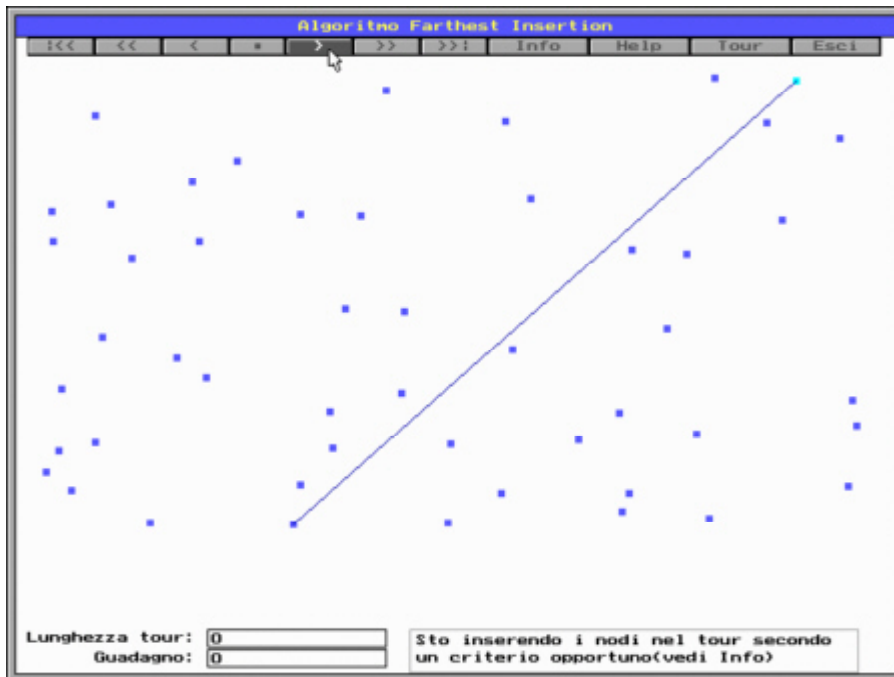 Algoritmo Farthest Insertion
|<< << < ▪ > >> >>| Info Help Tour Esci
Lunghezza tour: 0
Guadagno: 0
Sto inserendo i nodi nel tour secondo
un criterio opportuno(vedi Info)